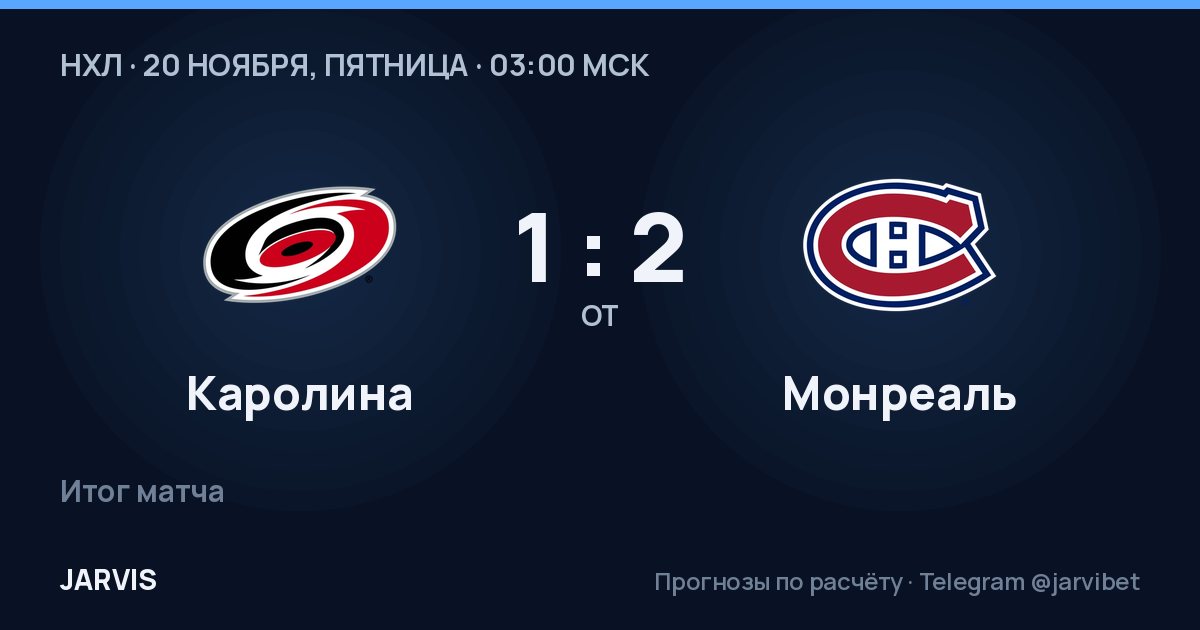 НХЛ · 20 НОЯБРЯ, ПЯТНИЦА · 03:00 МСК
1 : 2
ОТ
Каролина
Монреаль
Итог матча
JARVIS
Прогнозы по расчёту · Telegram @jarvibet